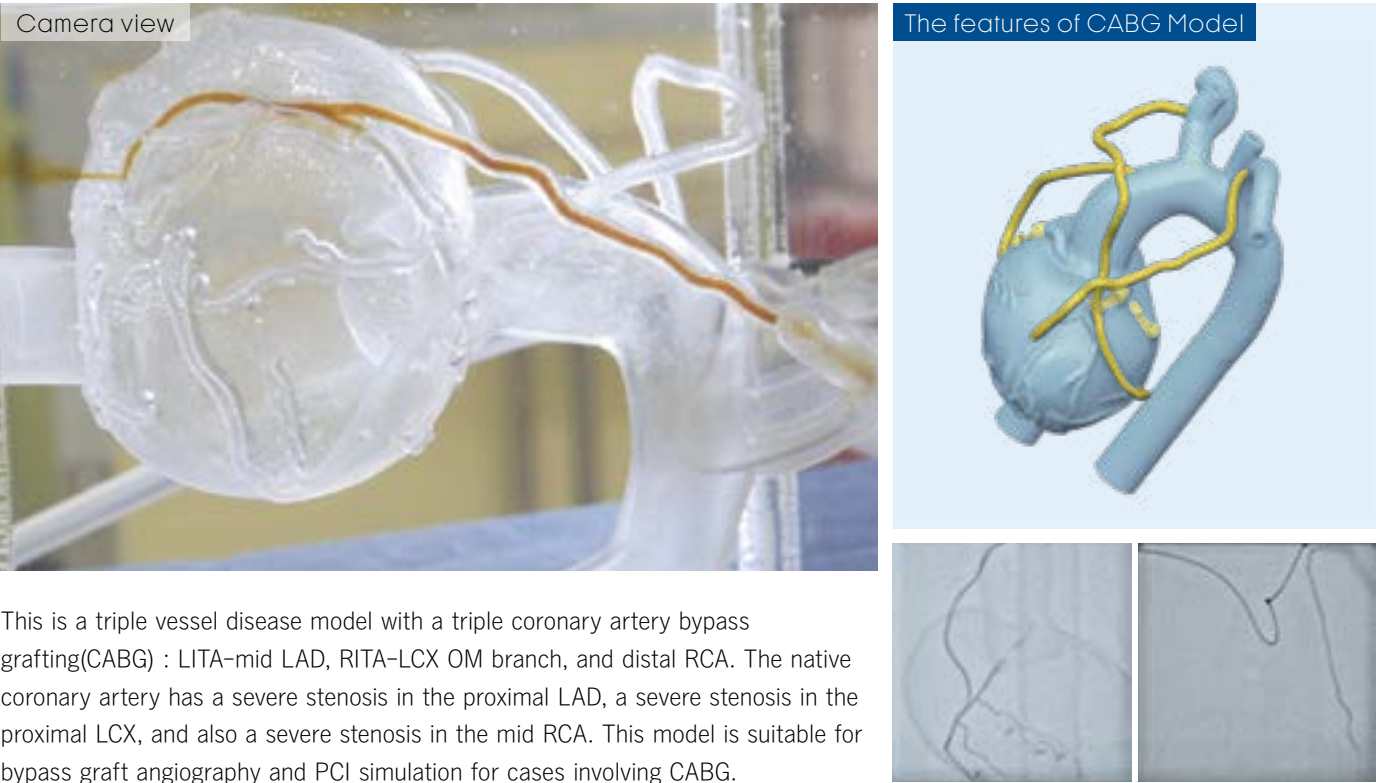 Camera view
The features of CABG Model
This is a triple vessel disease model with a triple coronary artery bypass
grafting(CABG) : LITA-mid LAD, RITA-LCX OM branch, and distal RCA. The native
coronary artery has a severe stenosis in the proximal LAD, a severe stenosis in the
proximal LCX, and also a severe stenosis in the mid RCA. This model is suitable for
bypass graft angiography and PCI simulation for cases involving CABG.